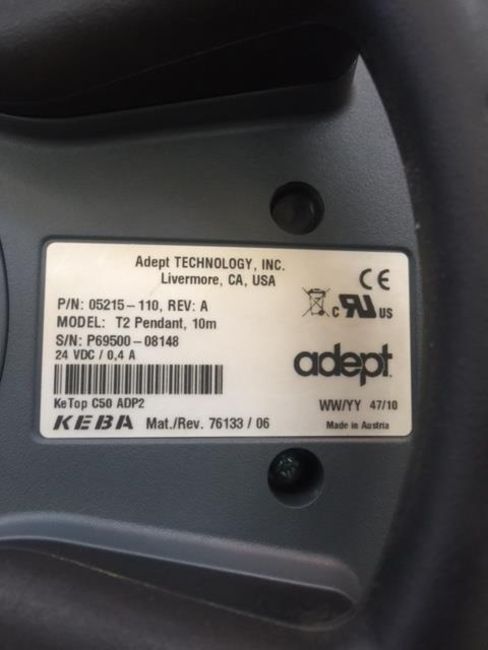 Adept TECHNOLOGY, INC.
Livermore, CA, USA
P/N: 05215-110, REV: A
MODEL: T2 Pendant, 10m
S/N: P69500-08148
24 VDC / 0,4 A
CE
c RU US
adept
KeTop C50 ADP2
WW/YY 47/10
KEBA Mat./Rev. 76133 / 06
Made in Austria